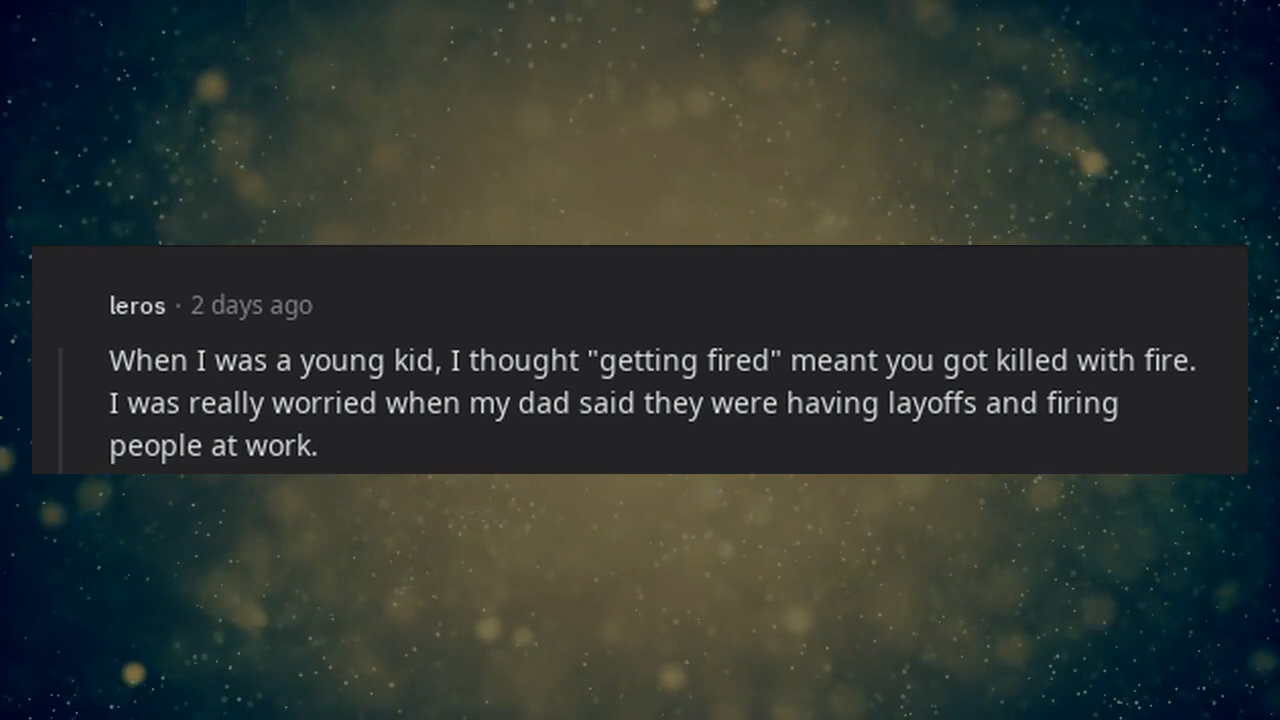 leros · 2 days ago
When I was a young kid, I thought "getting fired" meant you got killed with fire.
I was really worried when my dad said they were having layoffs and firing
people at work.